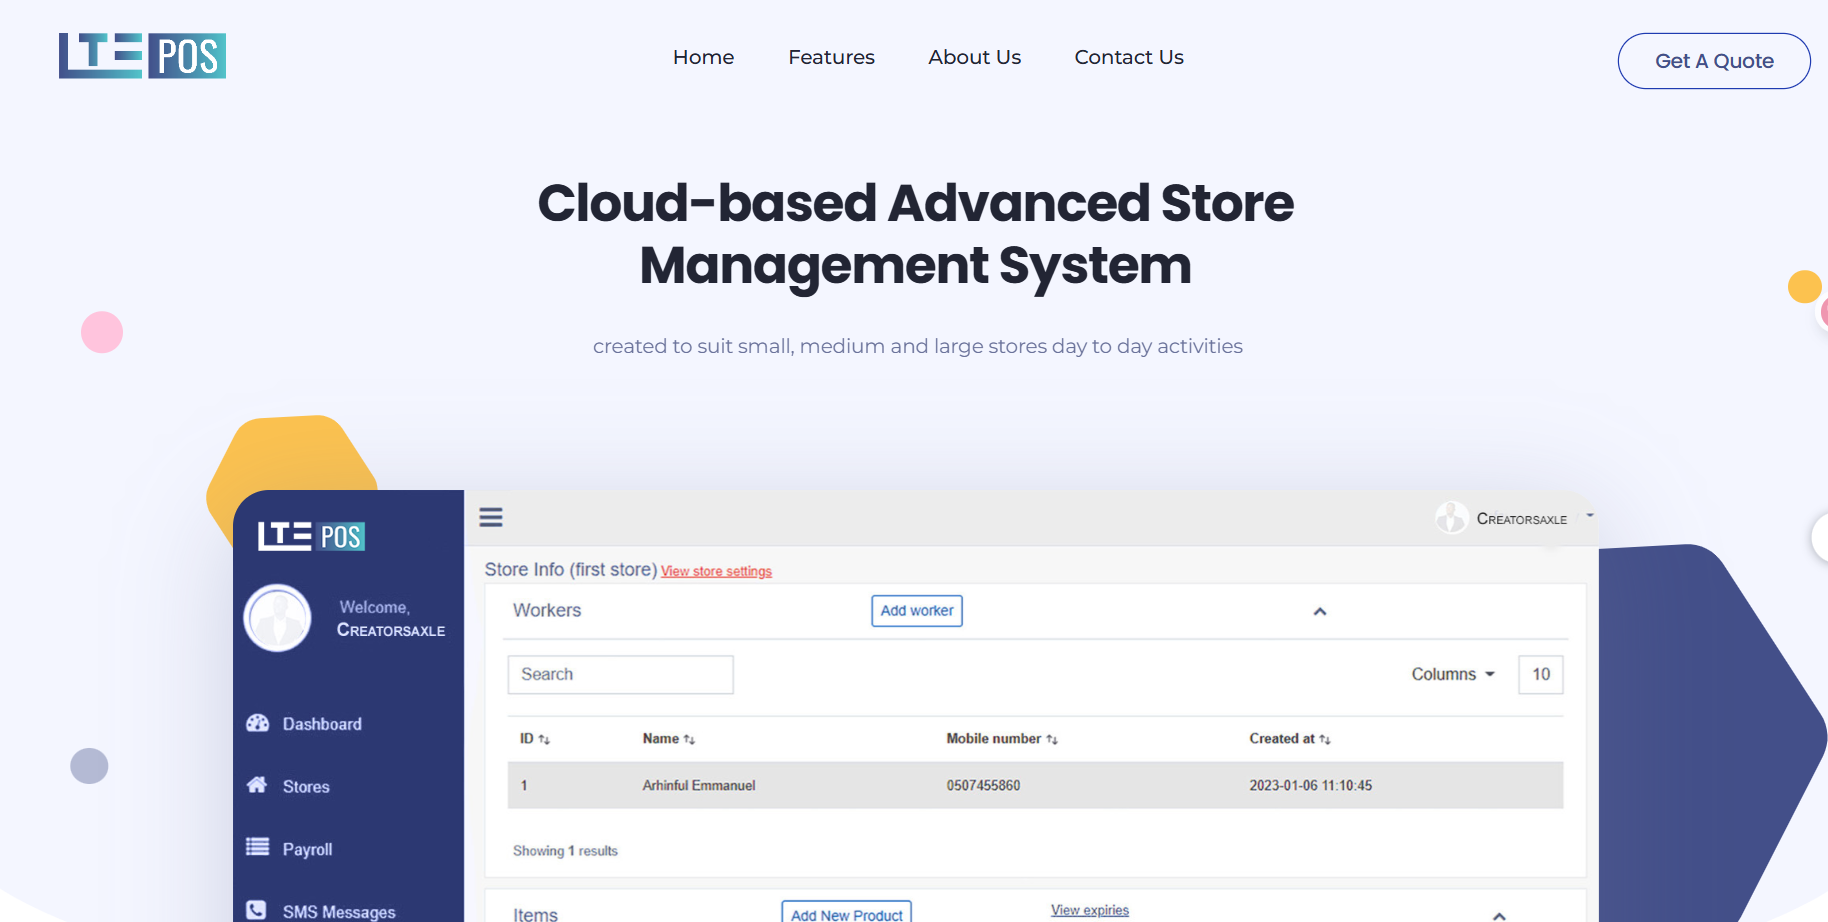 LTE POS
Home
Features
About Us
Contact Us
Get A Quote
Cloud-based Advanced Store
Management System
created to suit small, medium and large stores day to day activities
LTE POS
Welcome,
CREATORSAXLE
Dashboard
Stores
Payroll
SMS Messages
CREATORSAXLE
Store Info (first store) View store settings
Workers
Add worker
Search
Columns
10
ID Name Mobile number Created at
1 Arhinful Emmanuel 0507455860 2023-01-06 11:10:45
Showing 1 results
Items
Add New Product
View expiries